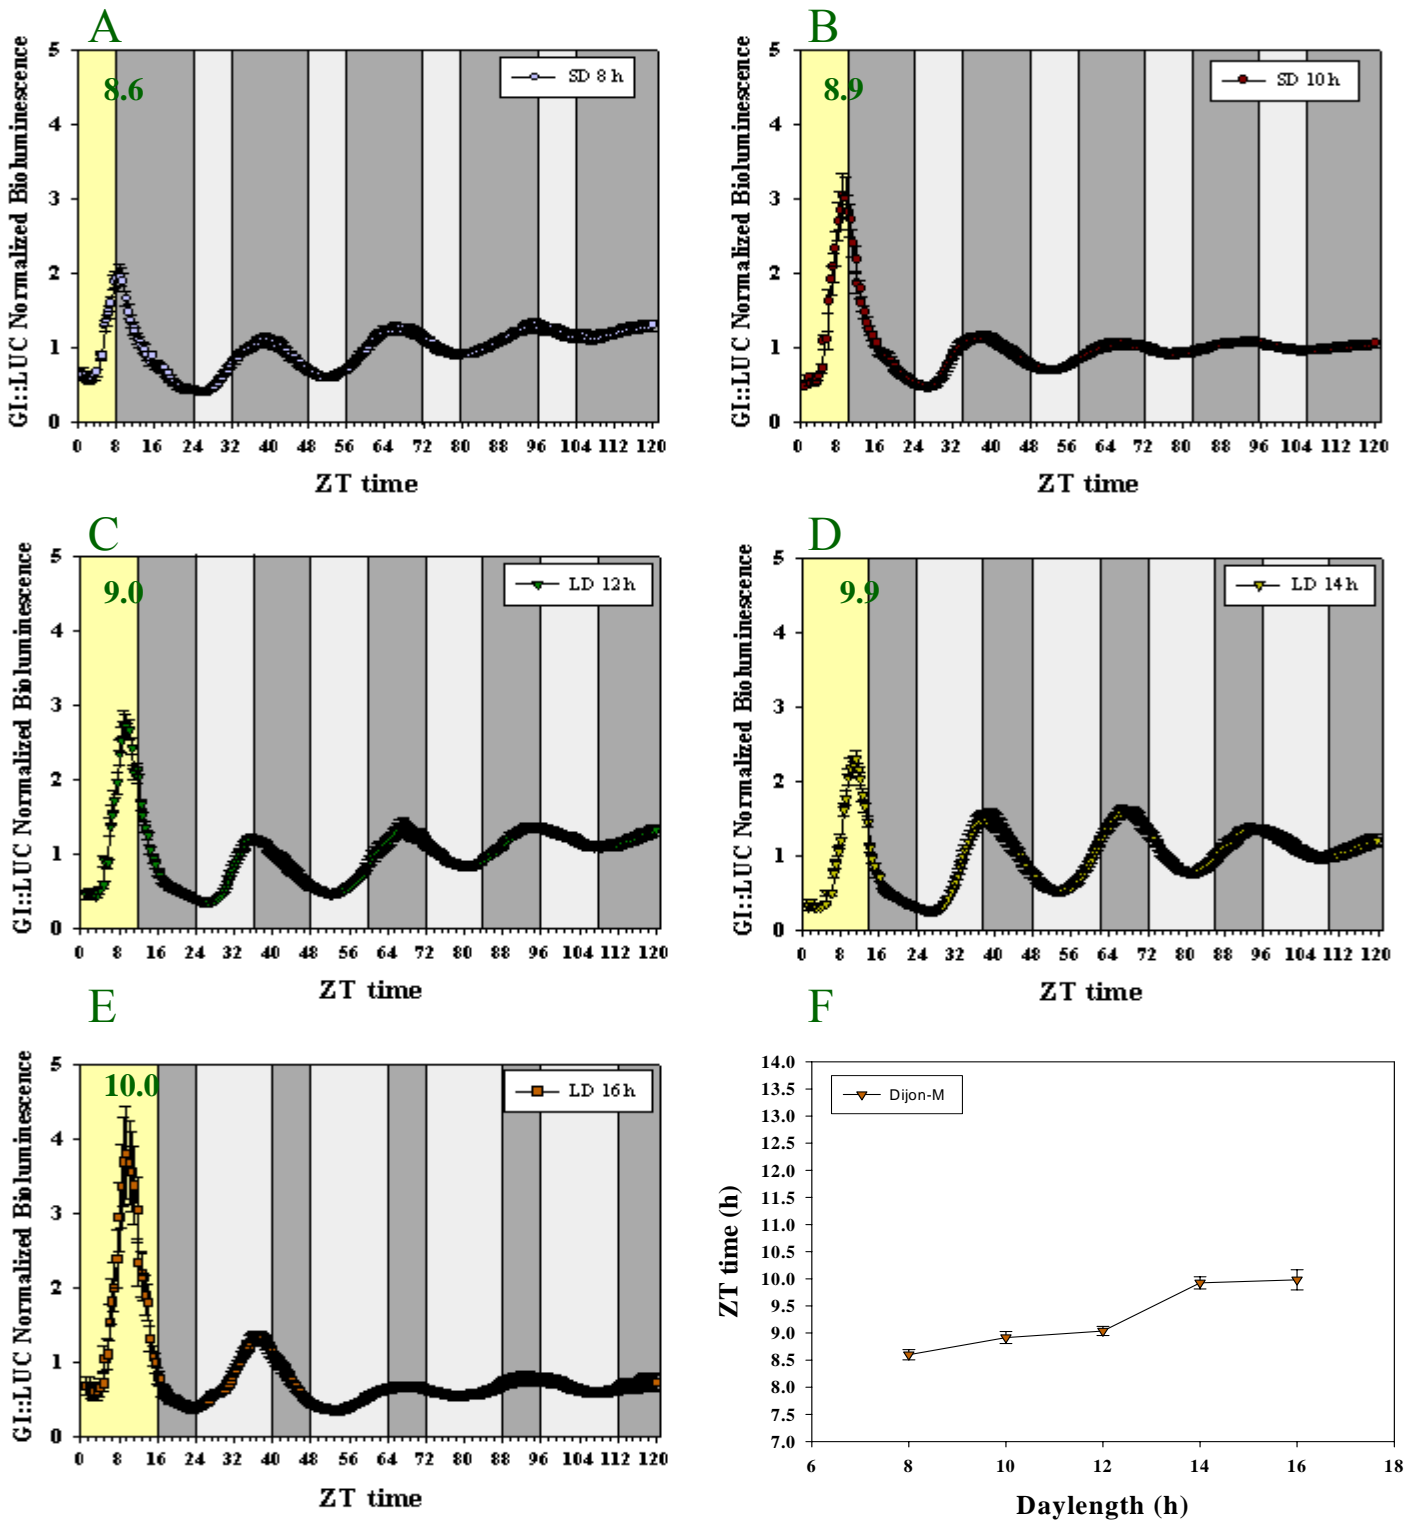 A
8.6
SD 8 h
GI::LUC Normalized Bioluminescence
5
4
3
2
1
0
0 8 16 24 32 40 48 56 64 72 80 88 96 104 112 120
ZT time
B
8.9
SD 10 h
GI::LUC Normalized Bioluminescence
5
4
3
2
1
0
0 8 16 24 32 40 48 56 64 72 80 88 96 104 112 120
ZT time
C
9.0
LD 12 h
GI::LUC Normalized Bioluminescence
5
4
3
2
1
0
0 8 16 24 32 40 48 56 64 72 80 88 96 104 112 120
ZT time
D
9.9
LD 14 h
GI::LUC Normalized Bioluminescence
5
4
3
2
1
0
0 8 16 24 32 40 48 56 64 72 80 88 96 104 112 120
ZT time
E
10.0
LD 16 h
GI::LUC Normalized Bioluminescence
5
4
3
2
1
0
0 8 16 24 32 40 48 56 64 72 80 88 96 104 112 120
ZT time
F
Dijon-M
ZT time (h)
14.0
13.5
13.0
12.5
12.0
11.5
11.0
10.5
10.0
9.5
9.0
8.5
8.0
7.5
7.0
6 8 10 12 14 16 18
Daylength (h)